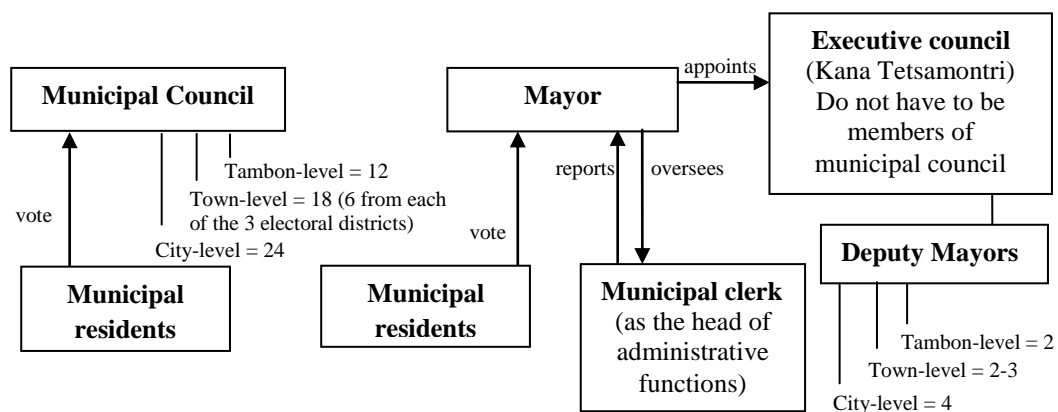 Municipal Council
vote
Tambon-level = 12
Town-level = 18 (6 from each
of the 3 electoral districts)
City-level = 24
Municipal
residents
Mayor
appoints
vote
reports
oversees
Municipal
residents
Municipal clerk
(as the head of
administrative
functions)
Executive council
(Kana Tetsamontri)
Do not have to be
members of
municipal council
Deputy Mayors
Tambon-level = 2
Town-level = 2-3
City-level = 4